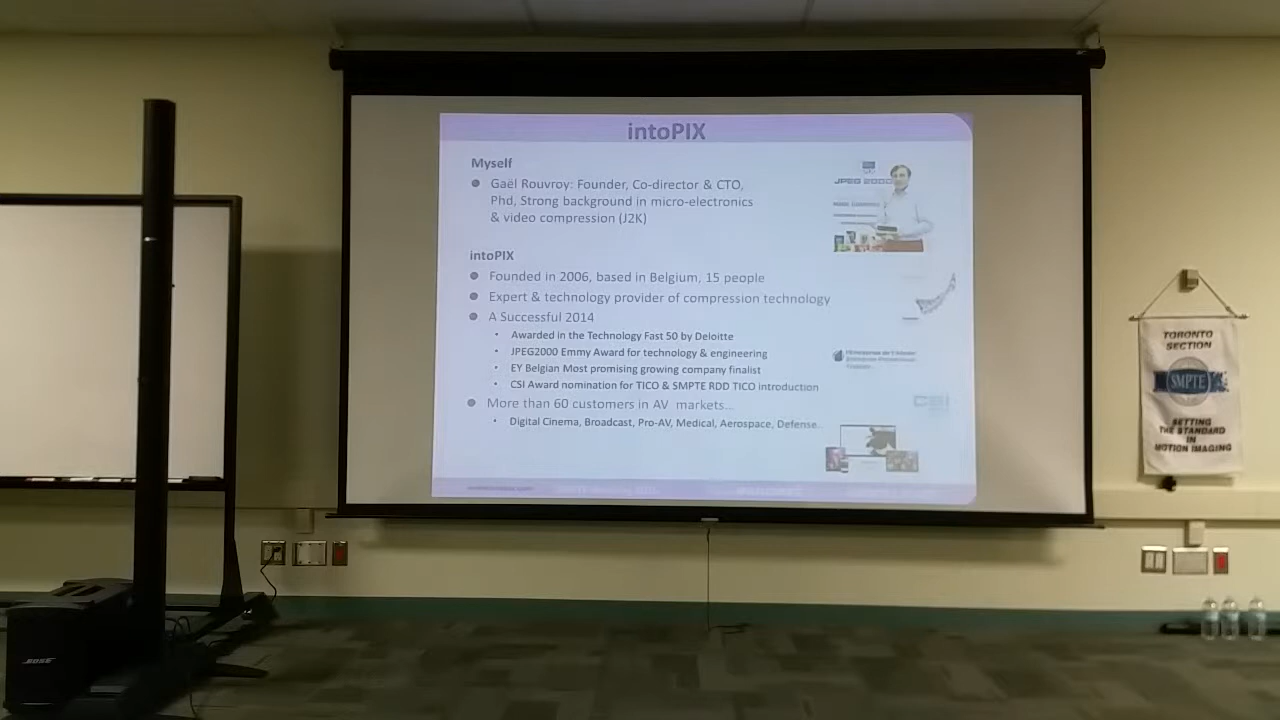 intoPIX
Myself
Gaël Rouvroy: Founder, Co-director & CTO,
Phd, Strong background in micro-electronics
& video compression (J2K)
JPEG 2000
intoPIX
Founded in 2006, based in Belgium, 15 people
Expert & technology provider of compression technology
A Successful 2014
Awarded in the Technology Fast 50 by Deloitte
JPEG2000 Emmy Award for technology & engineering
EY Belgian Most promising growing company finalist
CSI Award nomination for TICO & SMPTE RDD TICO introduction
CSI
More than 60 customers in AV markets...
Digital Cinema, Broadcast, Pro-AV, Medical, Aerospace, Defense..
TORONTO
SECTION
SMPTE
SETTING
THE STANDARD
IN
MOTION IMAGING
BOSE